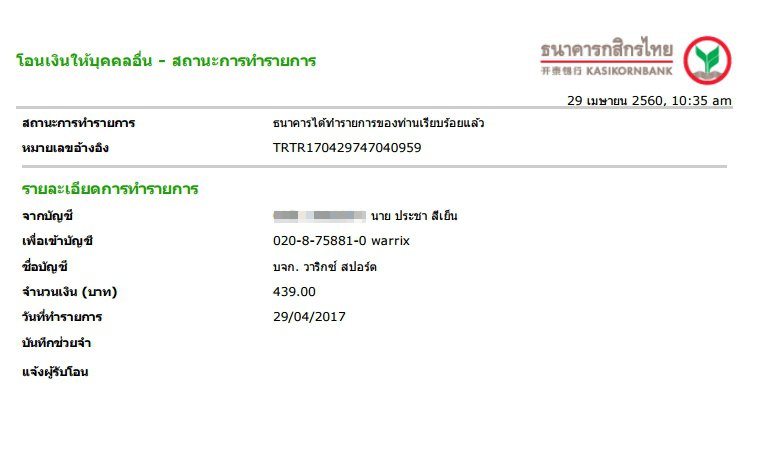 ธนาคารกสิกรไทย
开泰银行 KASIKORNBANK
โอนเงินให้บุคคลอื่น - สถานะการทำรายการ
29 เมษายน 2560, 10:35 am
สถานะการทำรายการ ธนาคารได้ทำรายการของท่านเรียบร้อยแล้ว
หมายเลขอ้างอิง TRTR170429747040959
รายละเอียดการทำรายการ
จากบัญชี นาย ประชา สีเย็น
เพื่อเข้าบัญชี 020-8-75881-0 warrix
ชื่อบัญชี บจก. วาริกซ์ สปอร์ต
จำนวนเงิน (บาท) 439.00
วันที่ทำรายการ 29/04/2017
บันทึกช่วยจำ
แจ้งผู้รับโอน